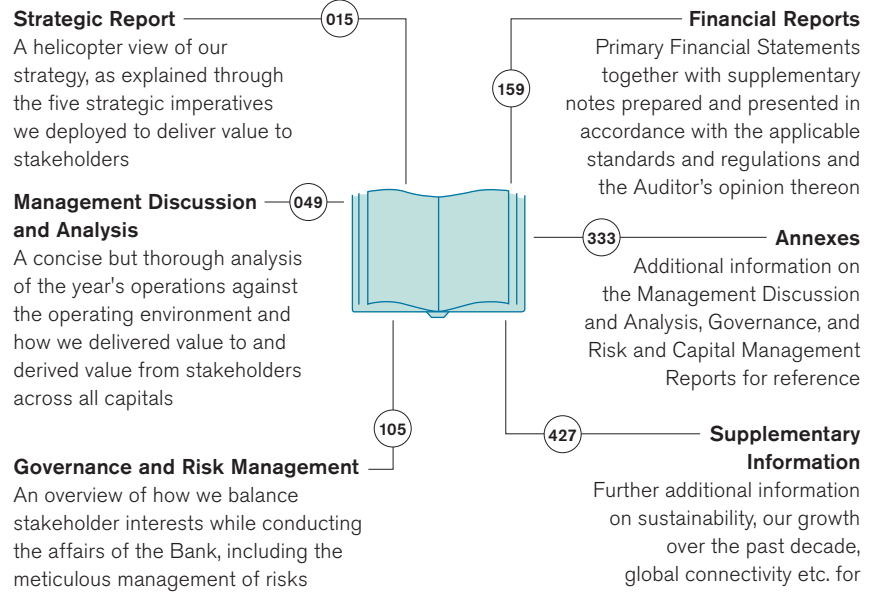 Strategic Report
015
A helicopter view of our
strategy, as explained through
the five strategic imperatives
we deployed to deliver value to
stakeholders
Management Discussion
and Analysis
049
A concise but thorough analysis
of the year's operations against
the operating environment and
how we delivered value to and
derived value from stakeholders
across all capitals
105
Governance and Risk Management
An overview of how we balance
stakeholder interests while conducting
the affairs of the Bank, including the
meticulous management of risks
Financial Reports
159
Primary Financial Statements
together with supplementary
notes prepared and presented in
accordance with the applicable
standards and regulations and
the Auditor’s opinion thereon
333
Annexes
Additional information on
the Management Discussion
and Analysis, Governance, and
Risk and Capital Management
Reports for reference
427
Supplementary
Information
Further additional information
on sustainability, our growth
over the past decade,
global connectivity etc. for